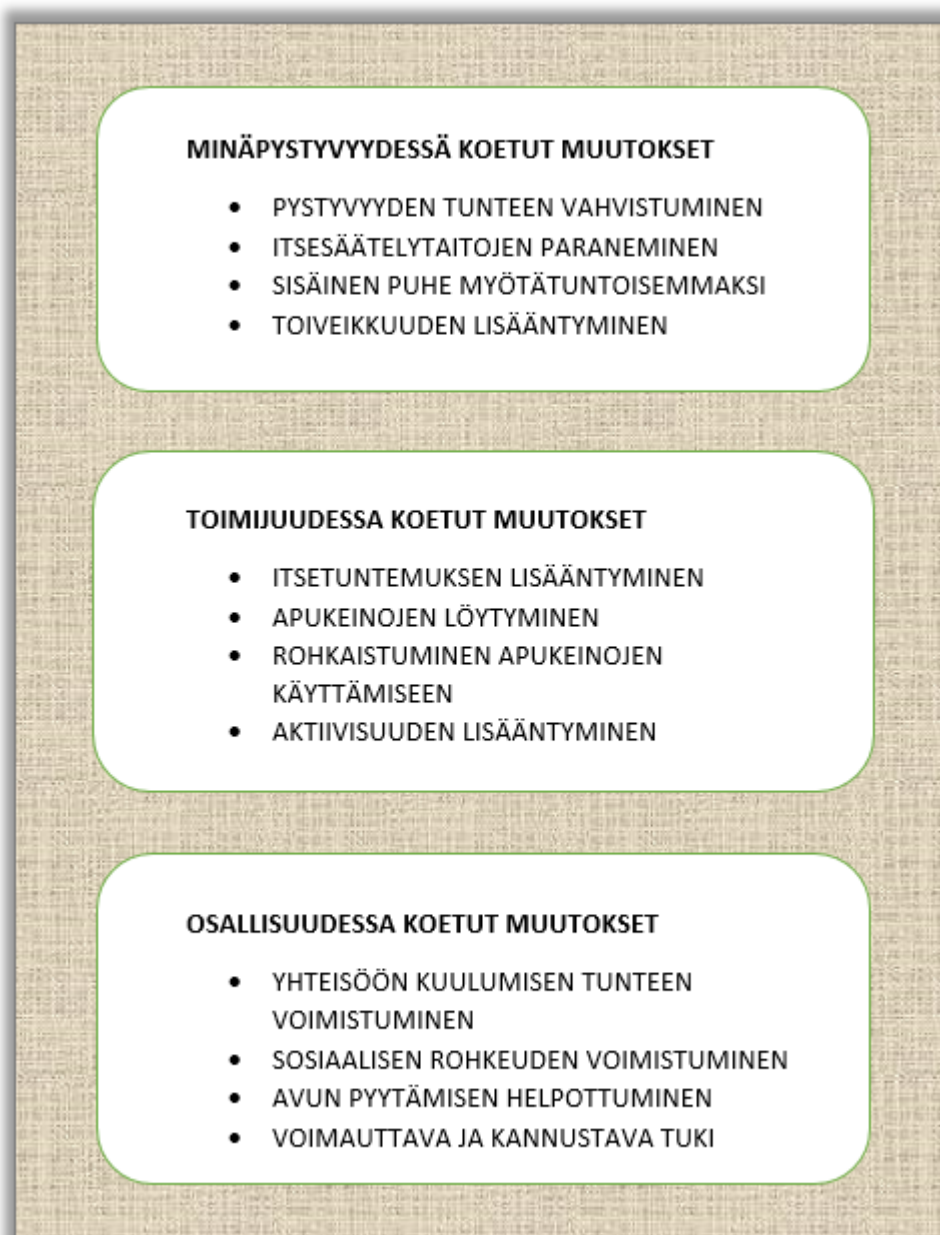 MINÄPYSTYVYYDESSÄ KOETUT MUUTOKSET
• PYSTYVYYDEN TUNTEEN VAHVISTUMINEN
• ITSESÄÄTELYTAITOJEN PARANEMINEN
• SISÄINEN PUHE MYÖTÄTUNTOISEMMAKSI
• TOIVEIKKUUDEN LISÄÄNTYMINEN
TOIMIJUUDESSA KOETUT MUUTOKSET
• ITSETUNTEMUKSEN LISÄÄNTYMINEN
• APUKEINOJEN LÖYTYMINEN
• ROHKAISTUMINEN APUKEINOJEN
KÄYTTÄMISEEN
• AKTIIVISUUDEN LISÄÄNTYMINEN
OSALLISUUDESSA KOETUT MUUTOKSET
• YHTEISÖÖN KUULUMISEN TUNTEEN
VOIMISTUMINEN
• SOSIAALISEN ROHKEUDEN VOIMISTUMINEN
• AVUN PYYTÄMISEN HELPOTTUMINEN
• VOIMAUTTAVA JA KANNUSTAVA TUKI